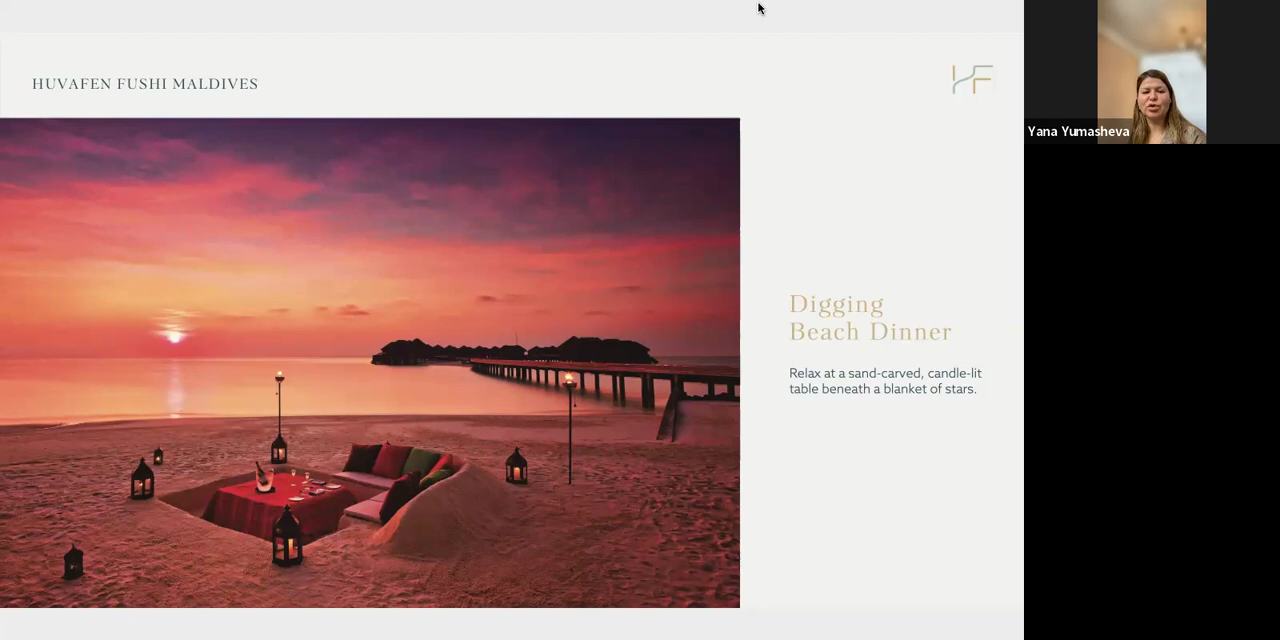 HUVAFEN FUSHI MALDIVES
HF
Yana Yumasheva
Digging
Beach Dinner
Relax at a sand-carved, candle-lit
table beneath a blanket of stars.